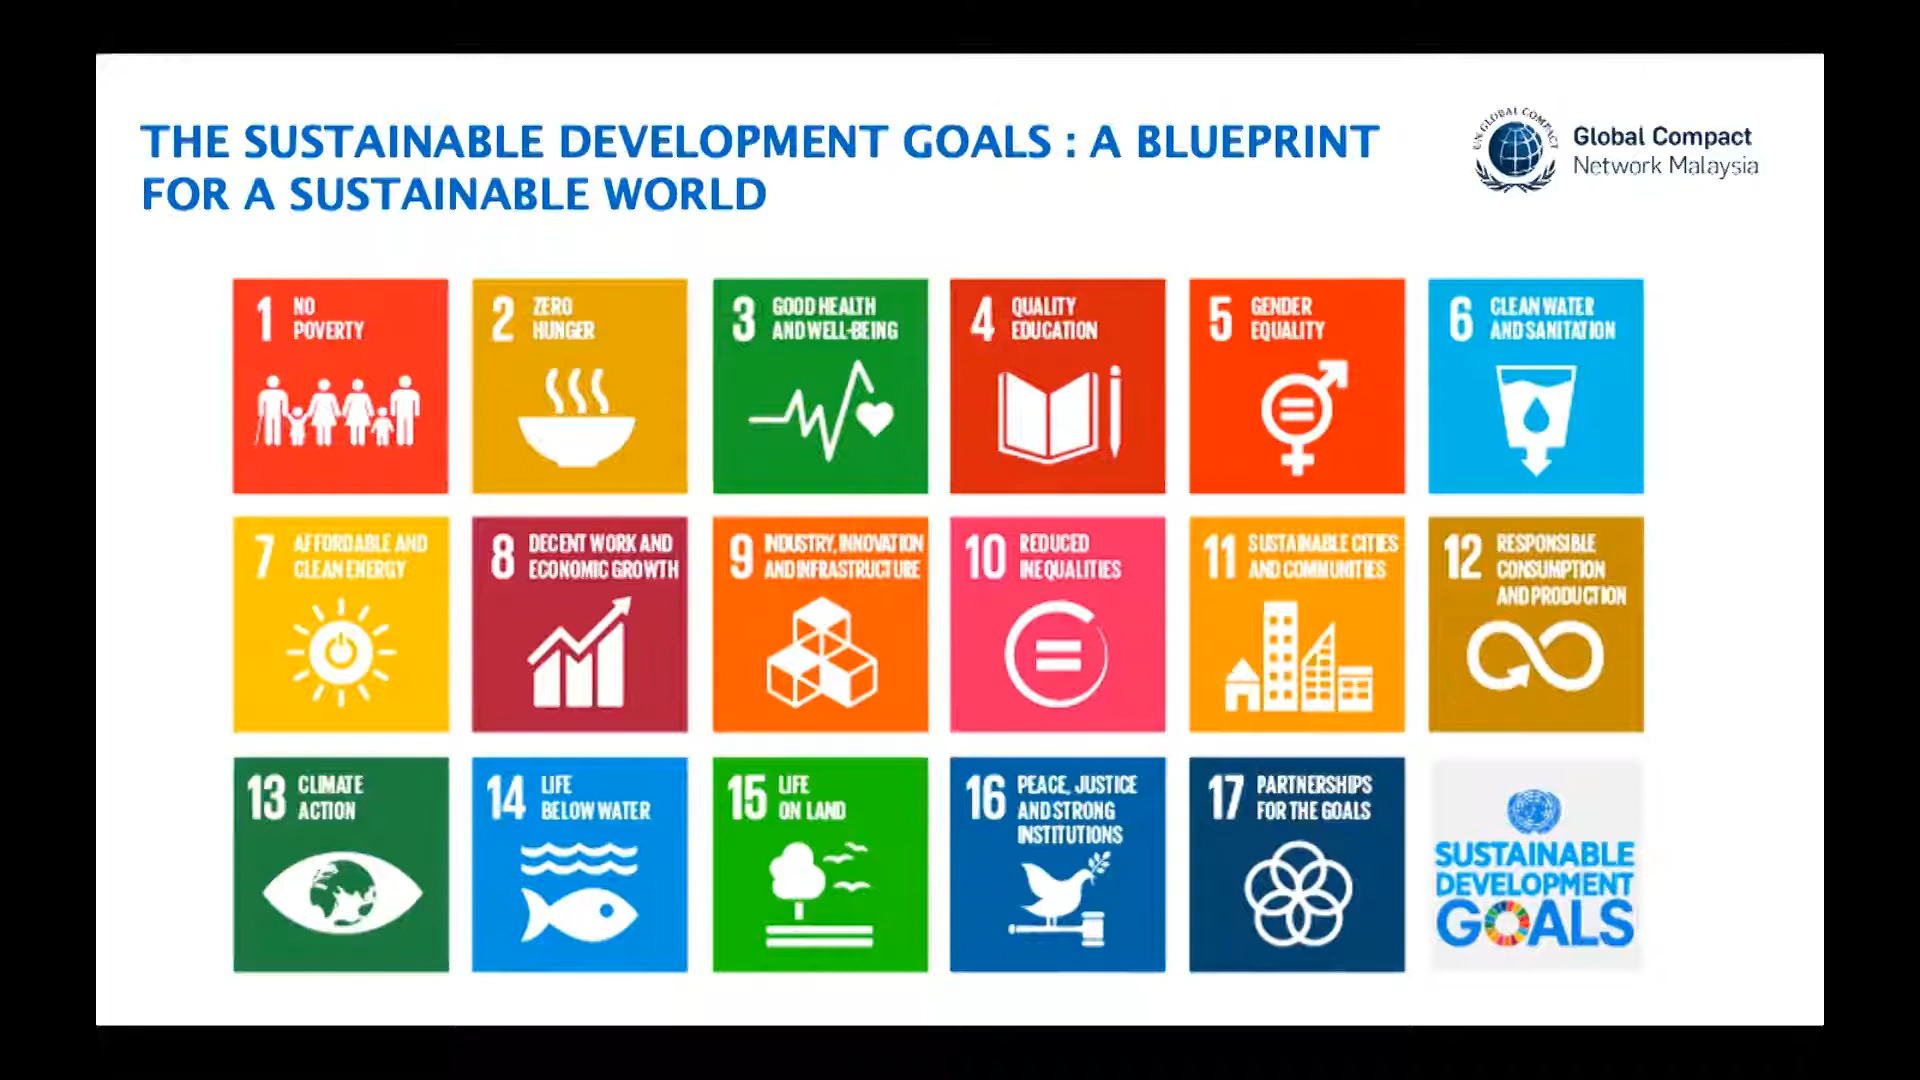 THE SUSTAINABLE DEVELOPMENT GOALS : A BLUEPRINT
FOR A SUSTAINABLE WORLD
UN GLOBAL COMPACT
Global Compact
Network Malaysia
1 NO
POVERTY
2 ZERO
HUNGER
3 GOOD HEALTH
AND WELL-BEING
4 QUALITY
EDUCATION
5 GENDER
EQUALITY
6 CLEAN WATER
AND SANITATION
7 AFFORDABLE AND
CLEAN ENERGY
8 DECENT WORK AND
ECONOMIC GROWTH
9 INDUSTRY, INNOVATION
AND INFRASTRUCTURE
10 REDUCED
INEQUALITIES
11 SUSTAINABLE CITIES
AND COMMUNITIES
12 RESPONSIBLE
CONSUMPTION
AND PRODUCTION
13 CLIMATE
ACTION
14 LIFE
BELOW WATER
15 LIFE
ON LAND
16 PEACE, JUSTICE
AND STRONG
INSTITUTIONS
17 PARTNERSHIPS
FOR THE GOALS
SUSTAINABLE
DEVELOPMENT
GOALS